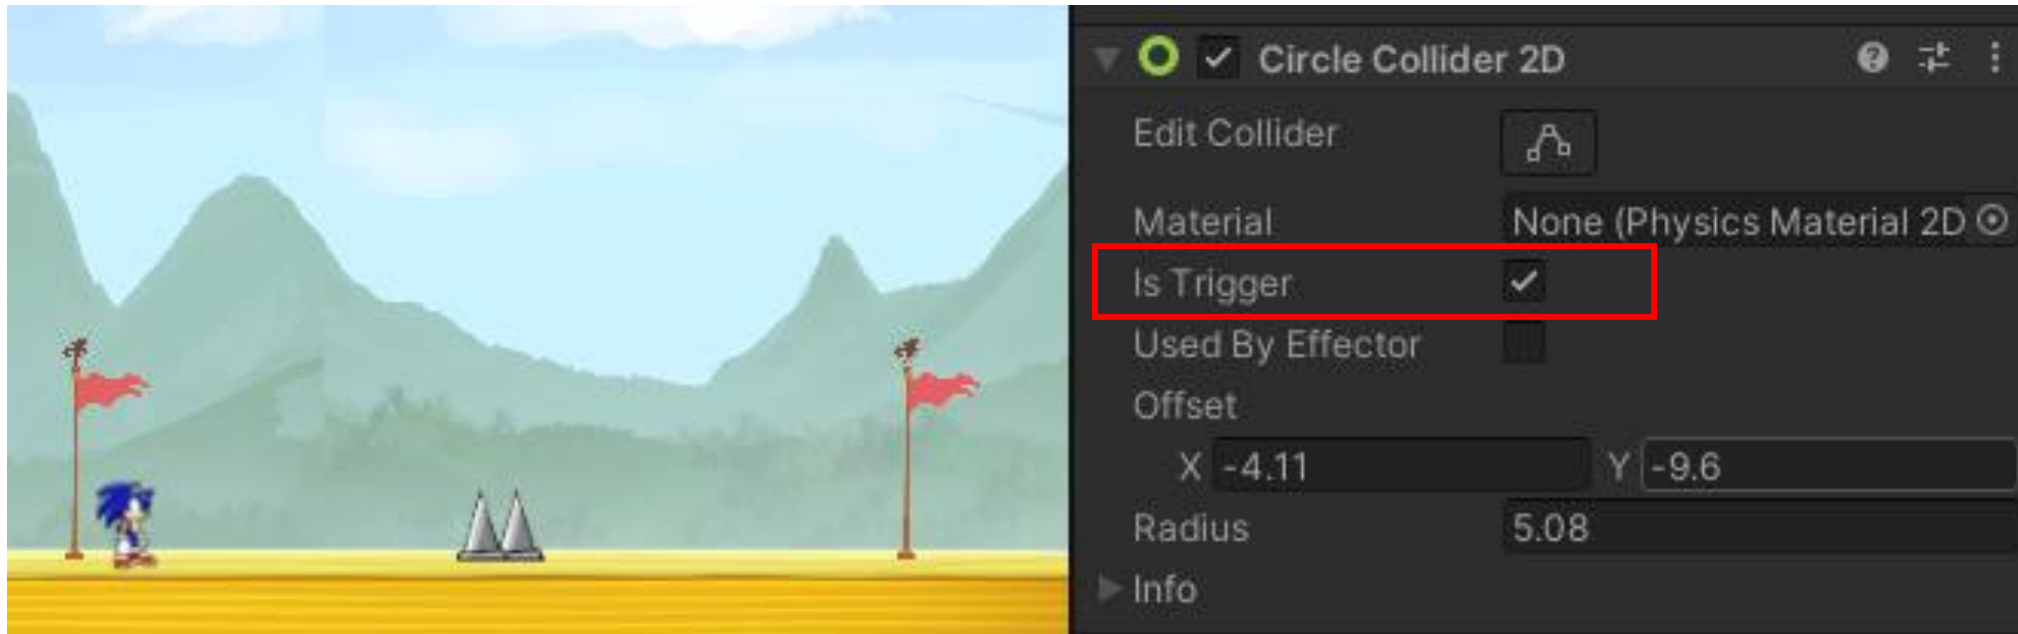 Circle Collider 2D
Edit Collider
Material None (Physics Material 2D
Is Trigger
Used By Effector
Offset
X -4.11 Y -9.6
Radius 5.08
Info